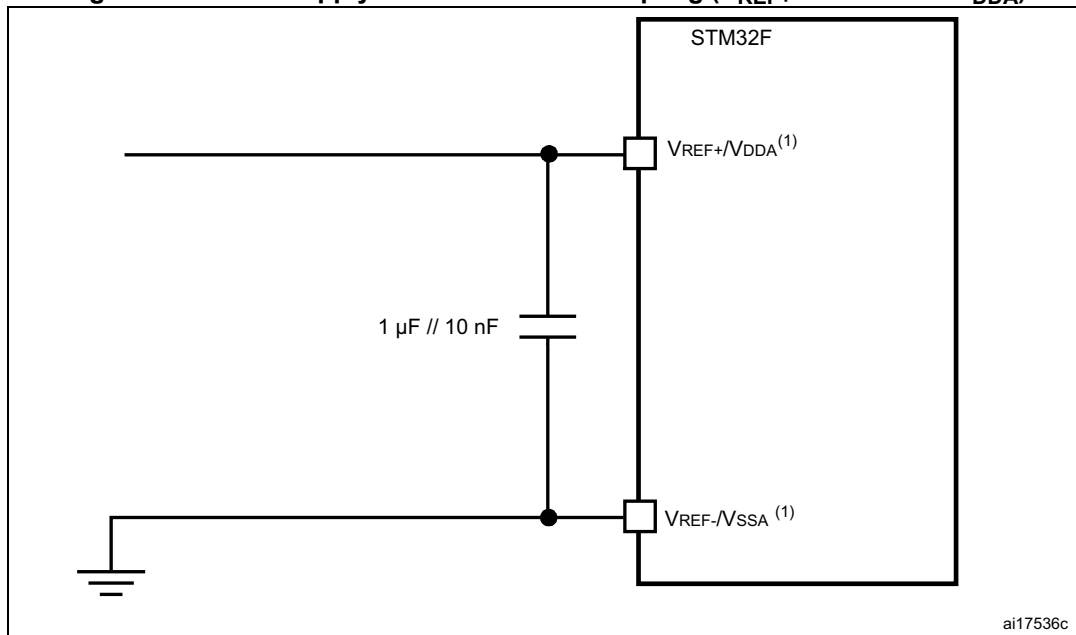 STM32F
VREF+/VDDA(1)
1 µF // 10 nF
VREF-/VSSA (1)
ai17536c